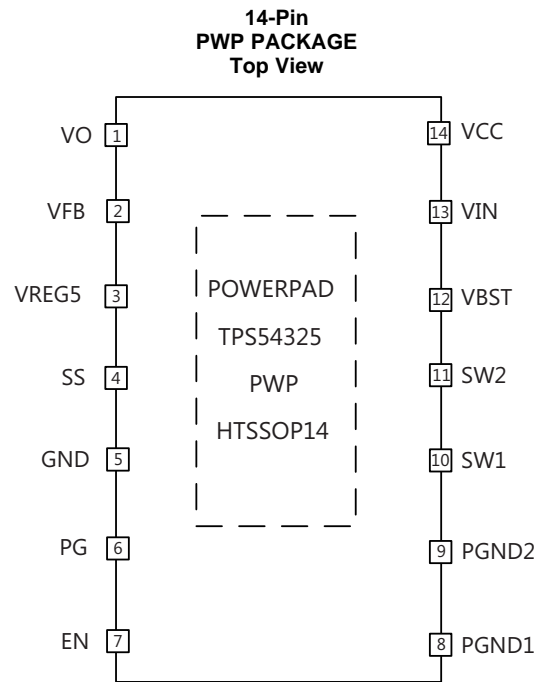 14-Pin
PWP PACKAGE
Top View
VO 1
VFB 2
VREG5 3
SS 4
GND 5
PG 6
EN 7
POWERPAD
TPS54325
PWP
HTSSOP14
14 VCC
13 VIN
12 VBST
11 SW2
10 SW1
9 PGND2
8 PGND1